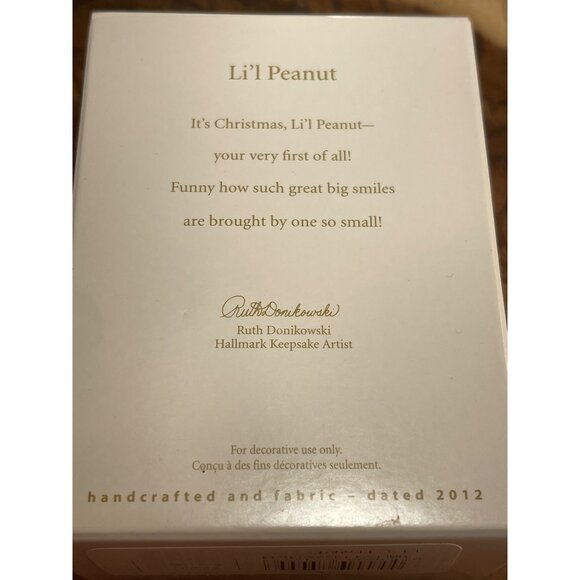 Li'l Peanut
It's Christmas, Li'l Peanut—
your very first of all!
Funny how such great big smiles
are brought by one so small!
Ruth Donikowski
Ruth Donikowski
Hallmark Keepsake Artist
For decorative use only.
Conçu à des fins décoratives seulement.
handcrafted and fabric – dated 2012